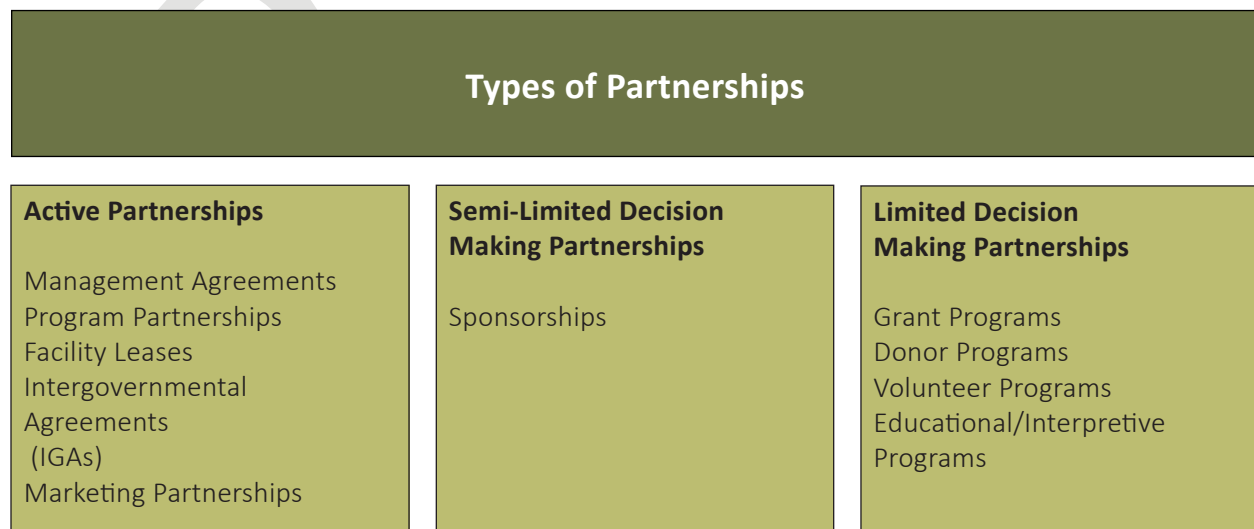 Types of Partnerships
Active Partnerships
Management Agreements
Program Partnerships
Facility Leases
Intergovernmental
Agreements
(IGAs)
Marketing Partnerships
Semi-Limited Decision
Making Partnerships
Sponsorships
Limited Decision
Making Partnerships
Grant Programs
Donor Programs
Volunteer Programs
Educational/Interpretive
Programs